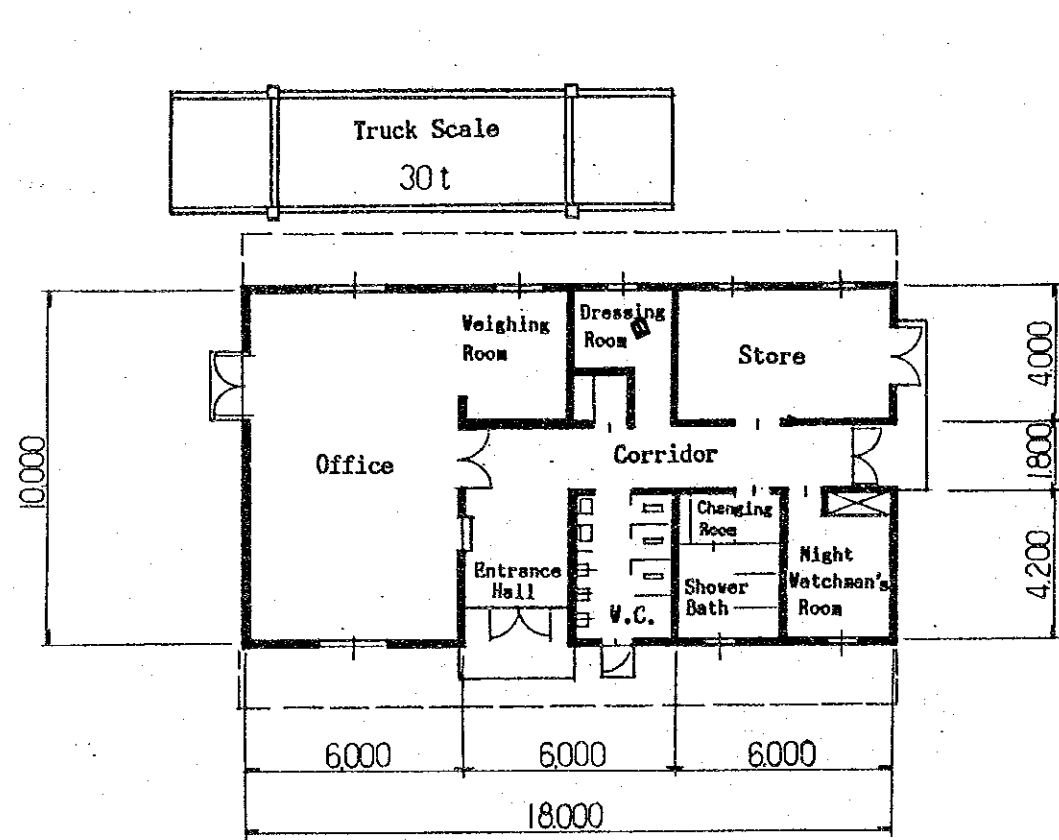 Truck Scale
30t
Weighing
Room
Dressing
Room
Store
Office
Corridor
Changing
Room
Entrance
Hall
W.C.
Shower
Bath
Night
Watchman's
Room
10.000
4.000
1.800
4.200
6.000
6.000
6.000
18.000